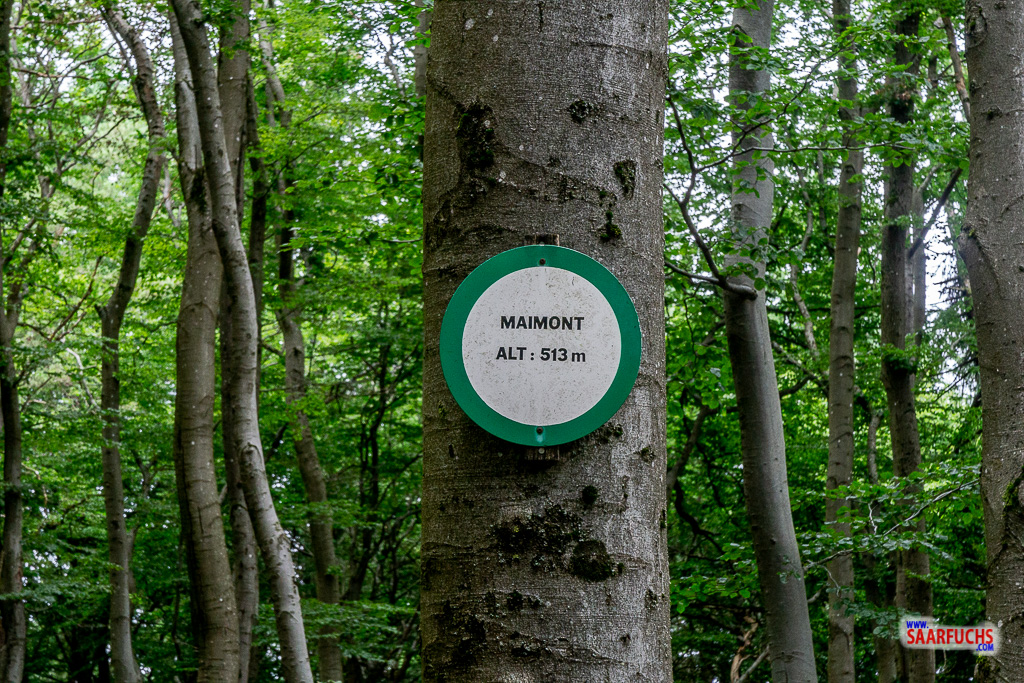 MAIMONT
ALT : 513 m
WWW.
SAARFUCHS
.COM